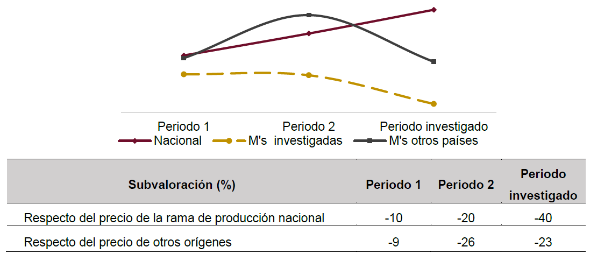 Periodo 1 Periodo 2 Periodo investigado
Nacional M's investigadas M's otros países
Subvaloración (%) Periodo 1 Periodo 2 Periodo investigado
Respecto del precio de la rama de producción nacional -10 -20 -40
Respecto del precio de otros orígenes -9 -26 -23